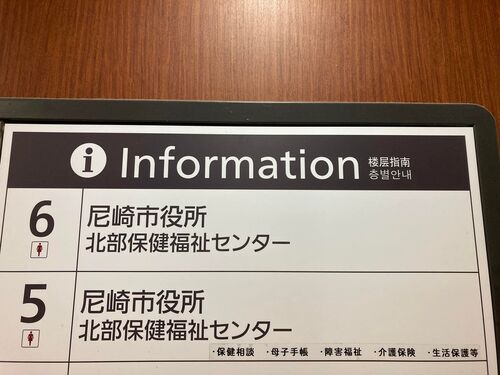 i Information 楼层指南
층별안내
6 尼崎市役所
北部保健福祉センター
5 尼崎市役所
北部保健福祉センター
・保健相談 ・母子手帳 ・障害福祉 ・介護保険 ・生活保護等